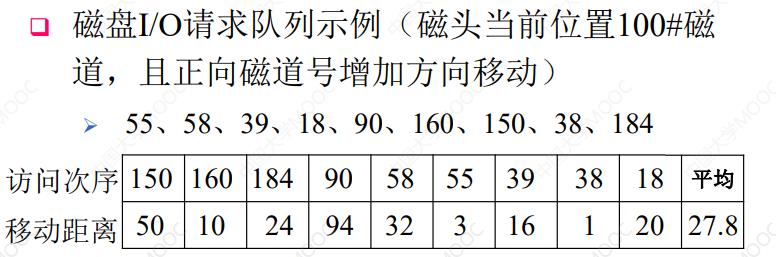 磁盘I/O请求队列示例（磁头当前位置100#磁
道，且正向磁道号增加方向移动）
55、58、39、18、90、160、150、38、184
访问次序 150 160 184 90 58 55 39 38 18 平均
移动距离 50 10 24 94 32 3 16 1 20 27.8